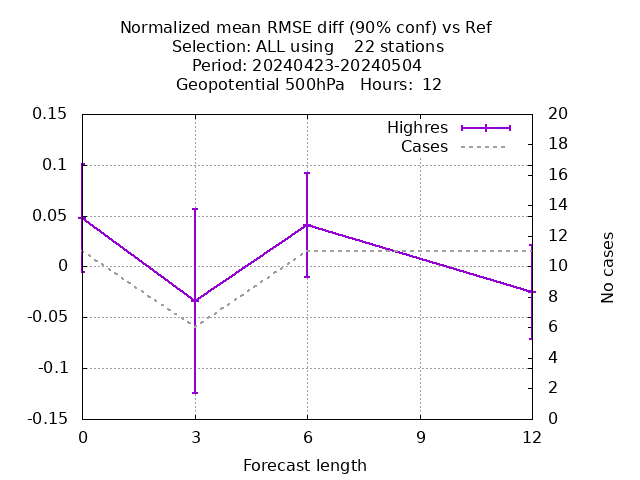 Normalized mean RMSE diff (90% conf) vs Ref
Selection: ALL using    22 stations
Period: 20240423-20240504
Geopotential 500hPa   Hours:  12
Highres
Cases
0.15
0.1
0.05
0
-0.05
-0.1
-0.15
20
18
16
14
12
10
8
6
4
2
0
No cases
0 3 6 9 12
Forecast length